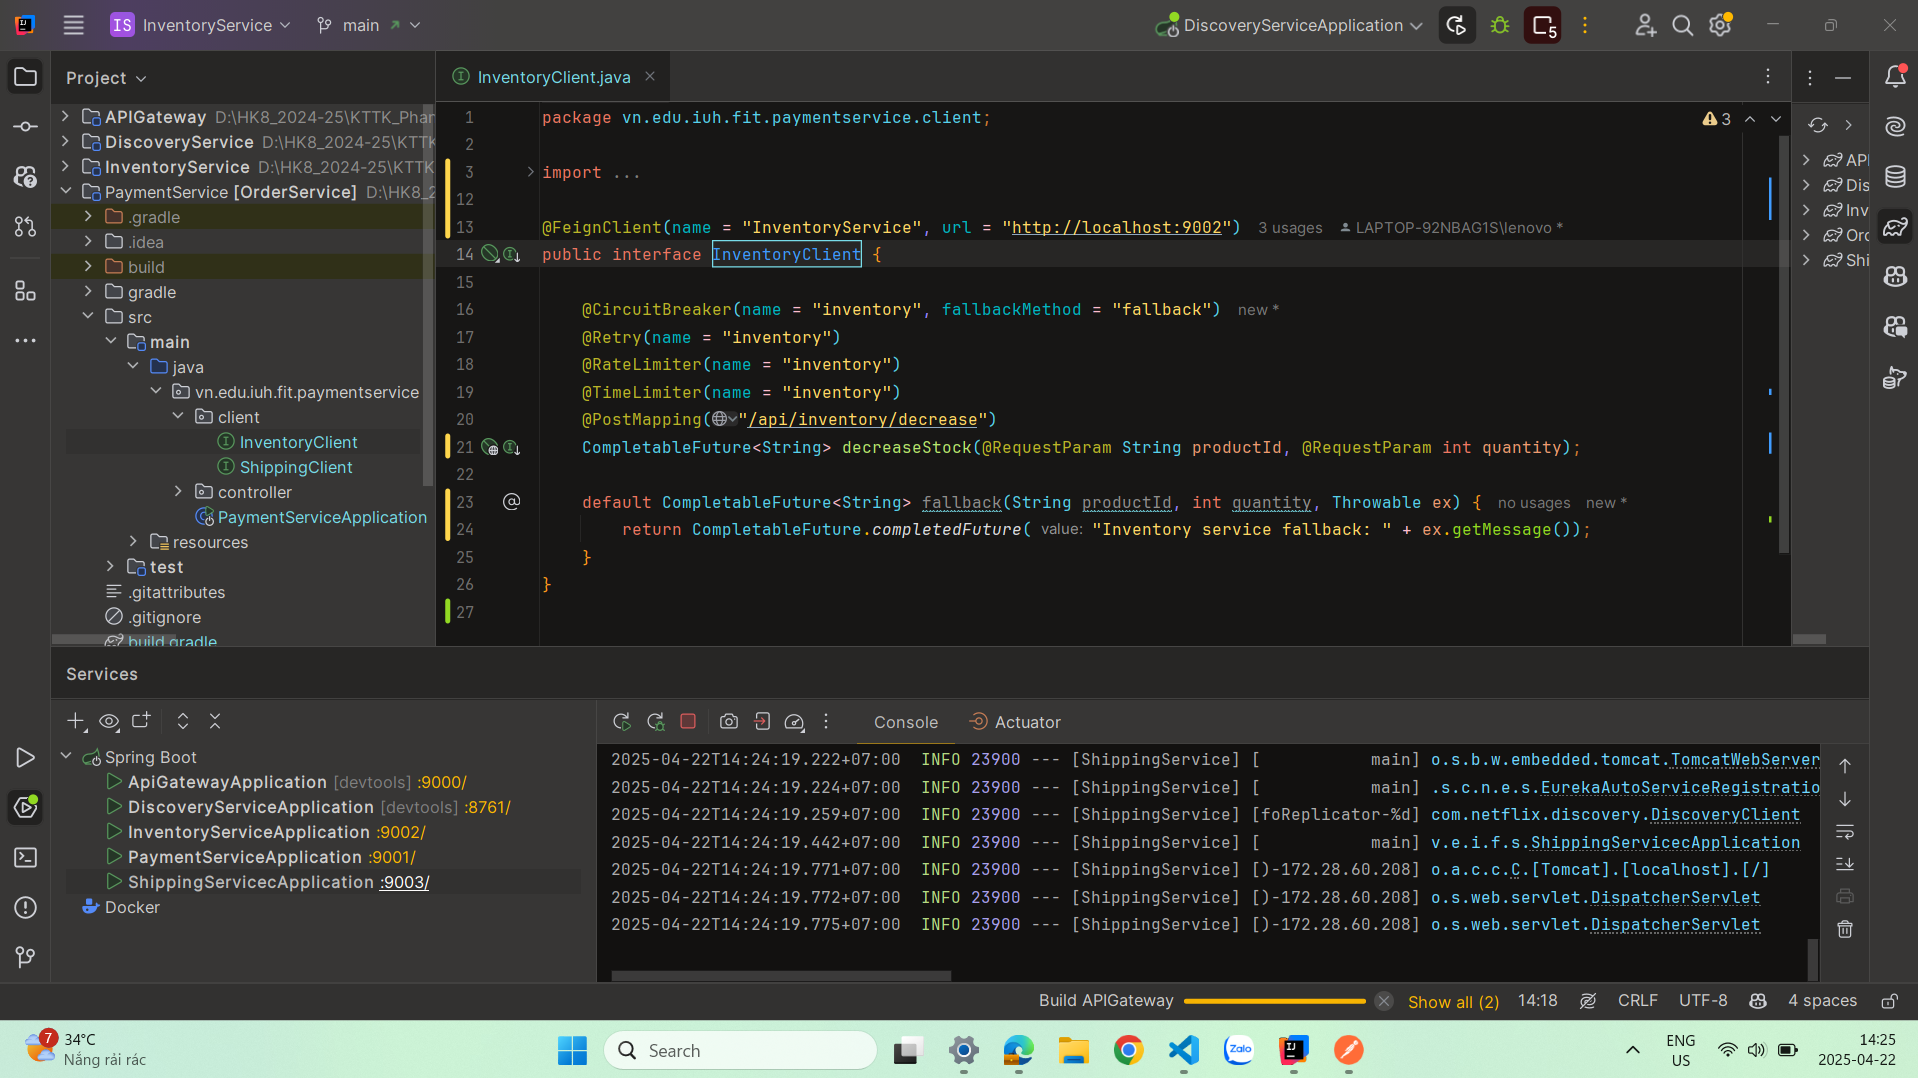 IS InventoryService main DiscoveryServiceApplication 5
Project
APIGateway D:\HK8_2024-25\KTTK_Phar
DiscoveryService D:\HK8_2024-25\KTTK
InventoryService D:\HK8_2024-25\KTTK
PaymentService [OrderService] D:\HK8_2
.gradle
.idea
build
gradle
src
main
java
vn.edu.iuh.fit.paymentservice
client
InventoryClient
ShippingClient
controller
PaymentServiceApplication
resources
test
.gitattributes
.gitignore
build.gradle
InventoryClient.java
3
1 package vn.edu.iuh.fit.paymentservice.client;
2
3 import ...
12
13 @FeignClient(name = "InventoryService", url = "http://localhost:9002") 3 usages LAPTOP-92NBAG1S\lenovo *
14 public interface InventoryClient {
15
16 @CircuitBreaker(name = "inventory", fallbackMethod = "fallback") new *
17 @Retry(name = "inventory")
18 @RateLimiter(name = "inventory")
19 @TimeLimiter(name = "inventory")
20 @PostMapping("/api/inventory/decrease")
21 CompletableFuture<String> decreaseStock(@RequestParam String productId, @RequestParam int quantity);
22
23 default CompletableFuture<String> fallback(String productId, int quantity, Throwable ex) { no usages new *
24 return CompletableFuture.completedFuture( value: "Inventory service fallback: " + ex.getMessage());
25 }
26 }
27
API
Dis
Inv
Orc
Shi
Services
Spring Boot
ApiGatewayApplication [devtools] :9000/
DiscoveryServiceApplication [devtools] :8761/
InventoryServiceApplication :9002/
PaymentServiceApplication :9001/
ShippingServicecApplication :9003/
Docker
Console Actuator
2025-04-22T14:24:19.222+07:00 INFO 23900 --- [ShippingService] [ main] o.s.b.w.embedded.tomcat.TomcatWebServer
2025-04-22T14:24:19.224+07:00 INFO 23900 --- [ShippingService] [ main] .s.c.n.e.s.EurekaAutoServiceRegistratio
2025-04-22T14:24:19.259+07:00 INFO 23900 --- [ShippingService] [foReplicator-%d] com.netflix.discovery.DiscoveryClient
2025-04-22T14:24:19.442+07:00 INFO 23900 --- [ShippingService] [ main] v.e.i.f.s.ShippingServicecApplication
2025-04-22T14:24:19.771+07:00 INFO 23900 --- [ShippingService] [)-172.28.60.208] o.a.c.c.C.[Tomcat].[localhost].[/]
2025-04-22T14:24:19.772+07:00 INFO 23900 --- [ShippingService] [)-172.28.60.208] o.s.web.servlet.DispatcherServlet
2025-04-22T14:24:19.775+07:00 INFO 23900 --- [ShippingService] [)-172.28.60.208] o.s.web.servlet.DispatcherServlet
Build APIGateway Show all (2) 14:18 CRLF UTF-8 4 spaces
7 34°C
Nắng rải rác
Search
Zalo
ENG
US
14:25
2025-04-22